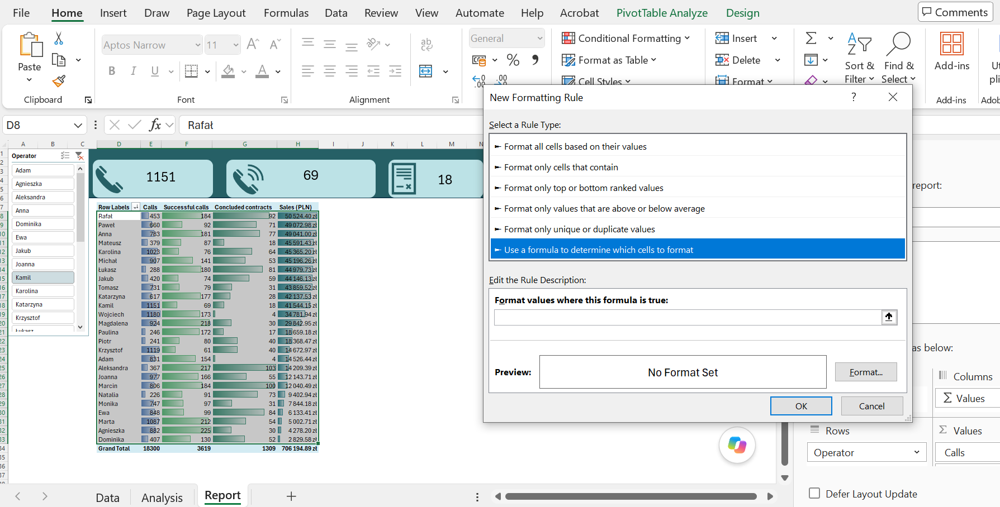 File Home Insert Draw Page Layout Formulas Data Review View Automate Help Acrobat PivotTable Analyze Design Comments
Paste
Clipboard
Aptos Narrow 11
B I U A
Font
ab
Alignment
General
% 9
.00 .00
Conditional Formatting
Format as Table
Cell Styles
Insert
Delete
Format
Sort & Filter
Find & Select
Add-ins
Add-ins
D8 fx Rafał
A B C D E F G H I J K L M N
Operator
Adam
Agnieszka
Aleksandra
Anna
Dominika
Ewa
Jakub
Joanna
Kamil
Karolina
Katarzyna
Krzysztof
Łukasz
1151 69 18
Row Labels Calls Successful calls Concluded contracts Sales (PLN)
Rafał 453 184 92 50 524.40 zł
Paweł 660 92 71 49 072.98 zł
Anna 783 181 77 49 041.00 zł
Mateusz 379 87 18 45 591.43 zł
Karolina 1023 76 64 45 365.20 zł
Michał 907 141 53 45 196.26 zł
Łukasz 288 180 81 44 979.73 zł
Jakub 420 74 59 44 146.13 zł
Tomasz 731 79 31 43 859.52 zł
Katarzyna 617 177 28 42 137.53 zł
Kamil 1151 69 18 41 544.15 zł
Wojciech 1180 173 4 34 781.94 zł
Magdalena 924 218 30 29 842.95 zł
Paulina 246 172 17 18 659.18 zł
Piotr 241 80 40 18 368.47 zł
Krzysztof 1119 61 40 14 672.97 zł
Adam 831 154 4 14 526.44 zł
Aleksandra 367 217 103 14 209.39 zł
Joanna 977 166 55 12 143.71 zł
Marcin 806 184 100 12 040.49 zł
Natalia 226 91 73 9 402.94 zł
Monika 747 97 31 7 844.18 zł
Ewa 848 99 84 6 133.41 zł
Marta 1087 212 54 5 002.71 zł
Agnieszka 882 225 30 4 278.20 zł
Dominika 407 130 52 2 829.58 zł
Grand Total 18300 3619 1309 706 194.89 zł
New Formatting Rule ?
Select a Rule Type:
► Format all cells based on their values
► Format only cells that contain
► Format only top or bottom ranked values
► Format only values that are above or below average
► Format only unique or duplicate values
► Use a formula to determine which cells to format
Edit the Rule Description:
Format values where this formula is true:
Preview: No Format Set Format...
OK Cancel
report:
as below:
Columns
Σ Values
Rows
Operator
Σ Values
Calls
Defer Layout Update
Data Analysis Report